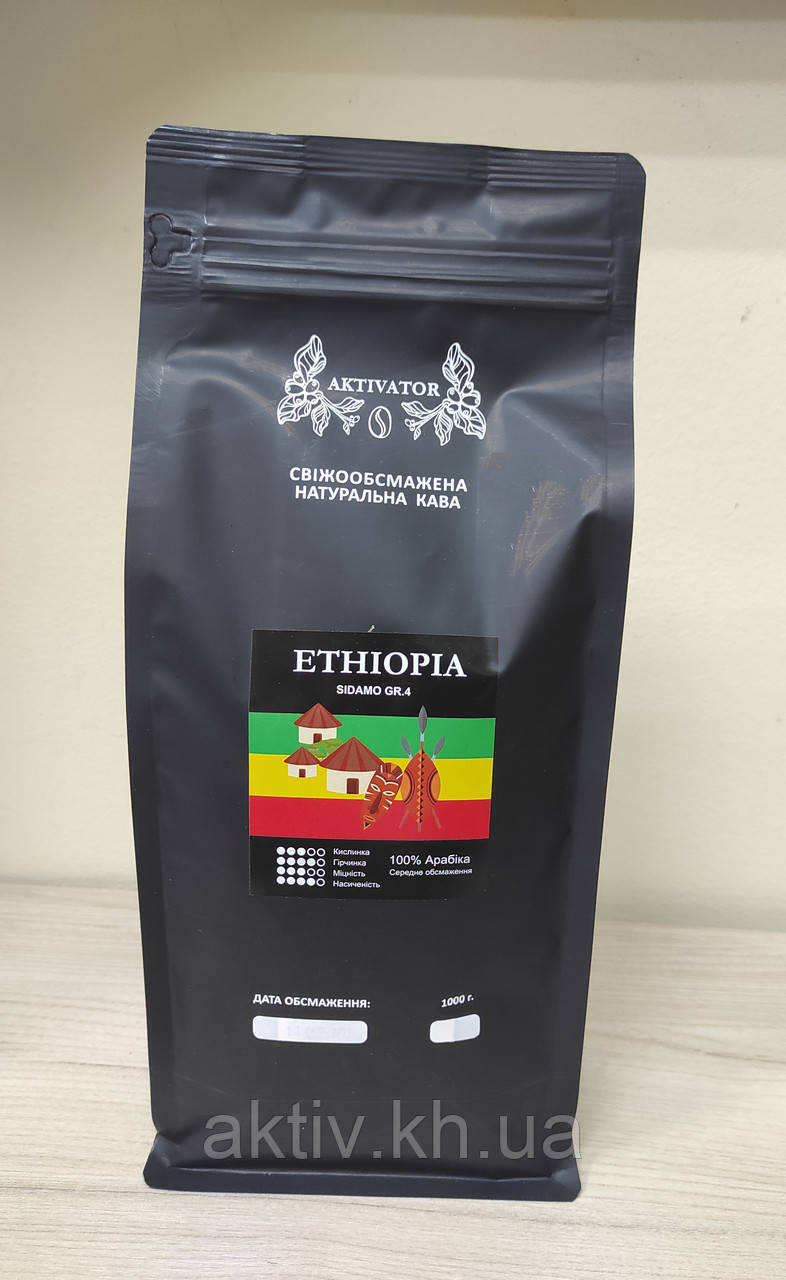 AKTIVATOR
СВІЖООБСМАЖЕНА
НАТУРАЛЬНА КАВА
ETHIOPIA
SIDAMO GR.4
Кислинка
Гірчинка
Міцність
Насиченість
100% Арабіка
Середнє обсмаження
ДАТА ОБСМАЖЕННЯ:
1000 г.
aktiv.kh.ua